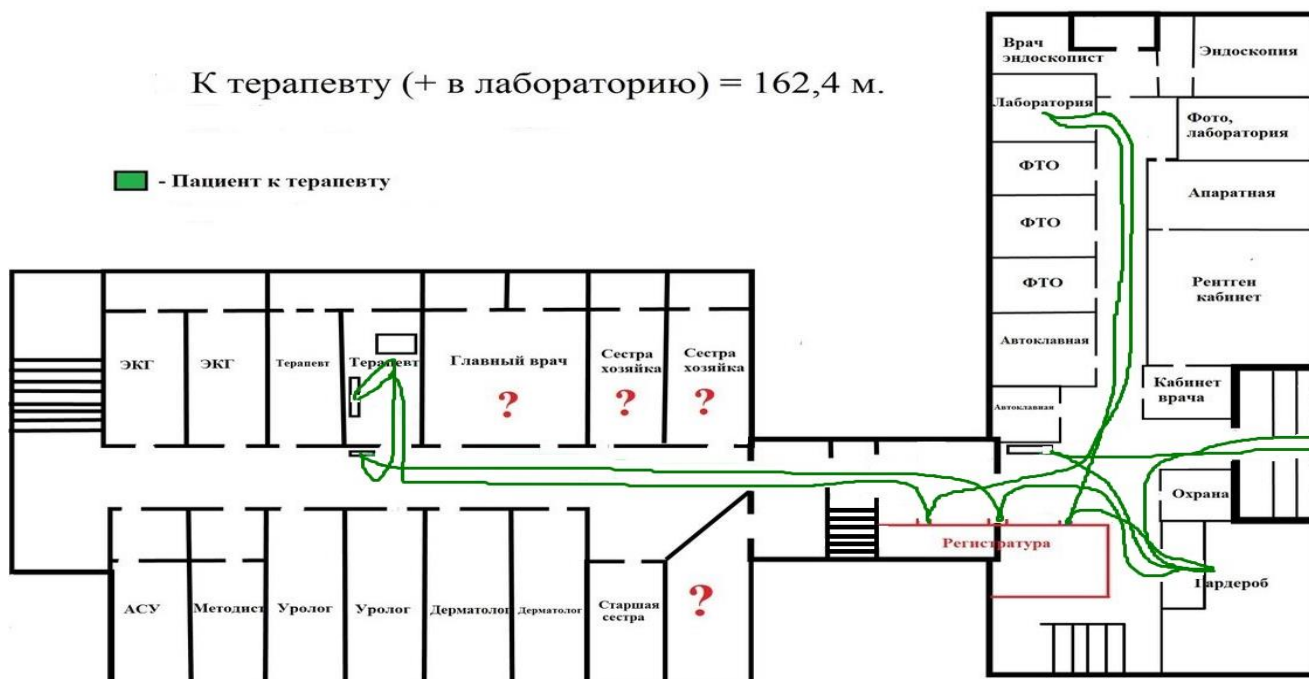 К терапевту (+ в лабораторию) = 162,4 м.
- Пациент к терапевту
Врач
эндоскопист
Эндоскопия
Лаборатория
Фото,
лаборатория
ФТО
Апаратная
ФТО
ФТО
Рентген
кабинет
Автоклавная
Кабинет
врача
Автоклавная
ЭКГ
ЭКГ
Терапевт
Терапевт
Главный врач
?
Сестра
хозяйка
?
Сестра
хозяйка
?
Охрана
Регистратура
Гардероб
АСУ
Методист
Уролог
Уролог
Дерматолог
Дерматолог
Старшая
сестра
?